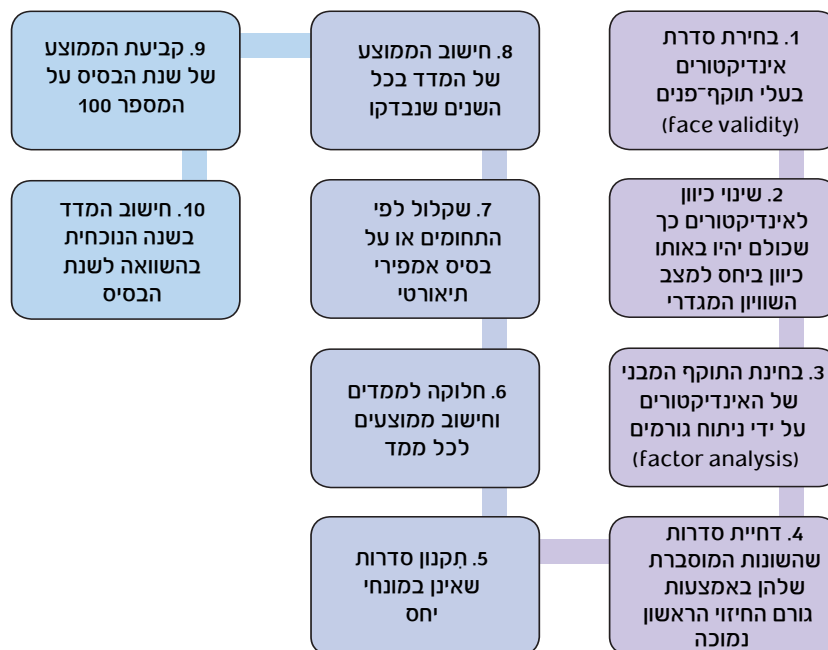 1. בחירת סדרת
אינדיקטורים
בעלי תוקף־פנים
(face validity)
2. שינוי כיוון
לאינדיקטורים כך
שכולם יהיו באותו
כיוון ביחס למצב
השוויון המגדרי
3. בחינת התוקף המבני
של האינדיקטורים
על ידי ניתוח גורמים
(factor analysis)
4. דחיית סדרות
שהשונות המוסברת
שלהן באמצעות
גורם החיזוי הראשון
נמוכה
5. תִקנון סדרות
שאינן במונחי
יחס
6. חלוקה לממדים
וחישוב ממוצעים
לכל ממד
7. שקלול לפי
התחומים או על
בסיס אמפירי
תיאורטי
8. חישוב הממוצע
של המדד בכל
השנים שנבדקו
9. קביעת הממוצע
של שנת הבסיס על
המספר 100
10. חישוב המדד
בשנה הנוכחית
בהשוואה לשנת
הבסיס